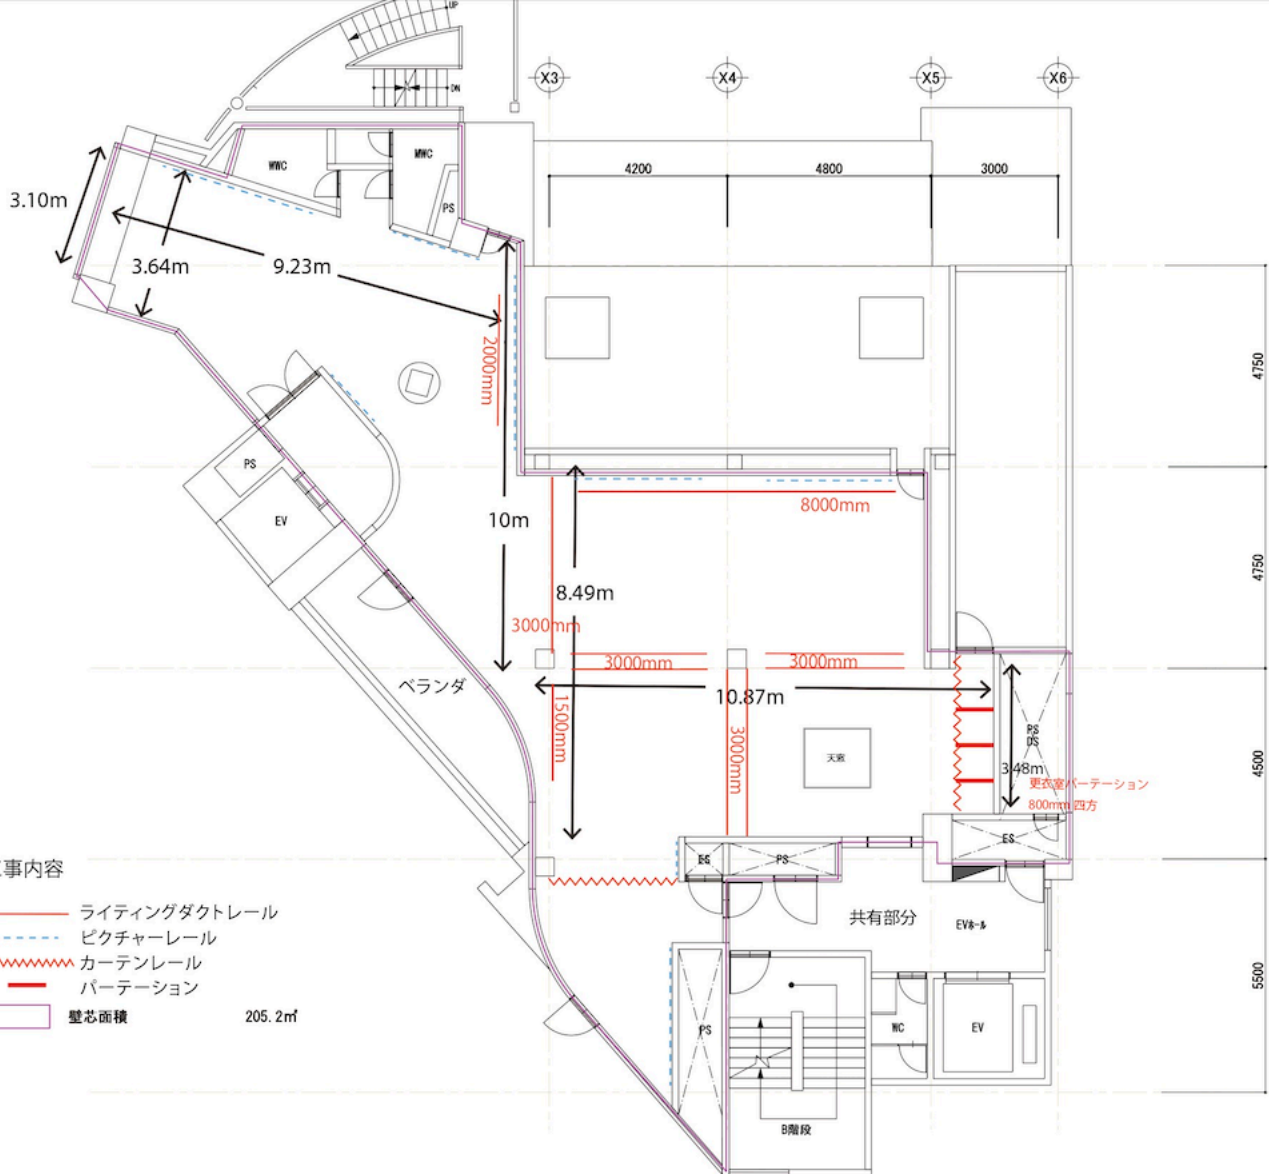 UP
DN
X3
X4
X5
X6
4200
4800
3000
WWC
MWC
PS
3.10m
3.64m
9.23m
2000mm
4750
PS
EV
10m
8000mm
8.49m
4750
3000mm
3000mm
3000mm
ベランダ
10.87m
1500mm
3000mm
天窓
PS
DS
3.48m
更衣室パーテーション
800mm 四方
4500
ES
PS
ES
事内容
ライティングダクトレール
ピクチャーレール
カーテンレール
パーテーション
壁芯面積
205.2㎡
共有部分
EVホール
5500
PS
WC
EV
B階段